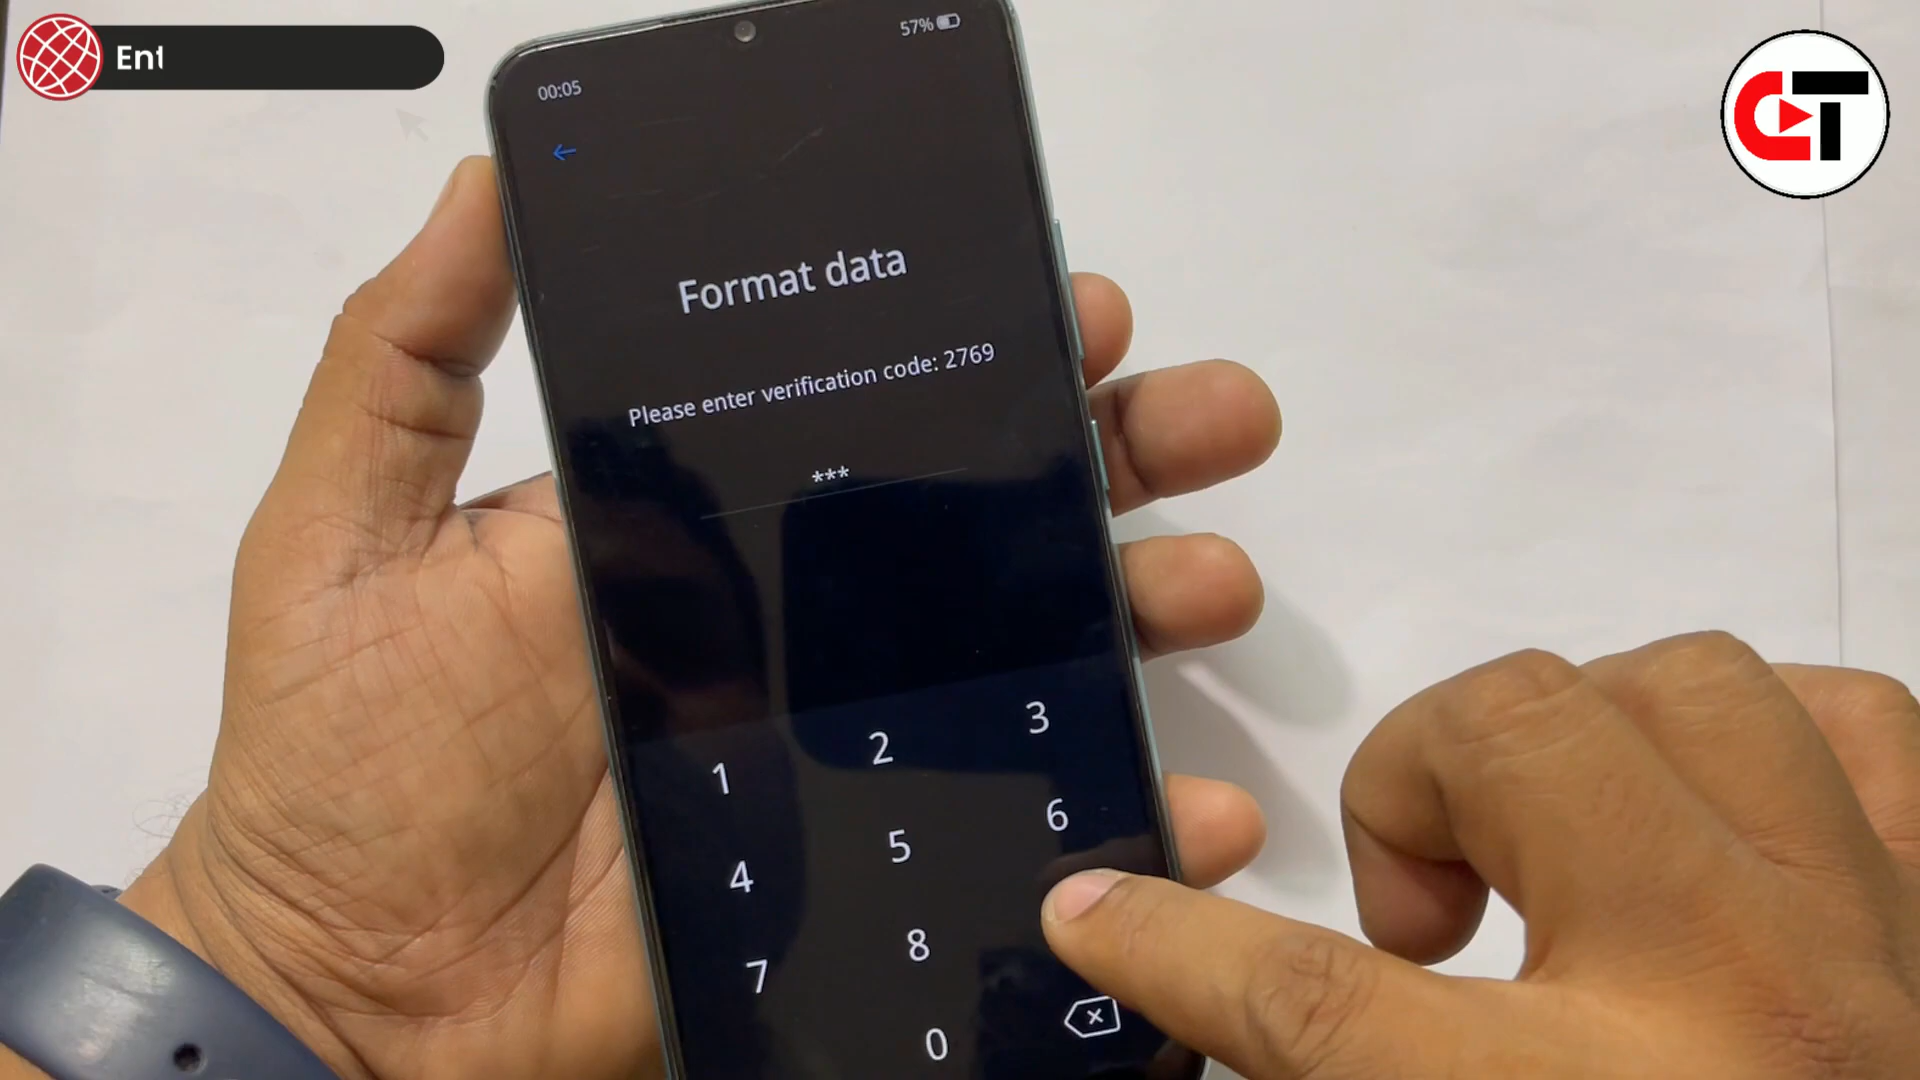 Ent
57%
00:05
Format data
Please enter verification code: 2769
***
1 2 3
4 5 6
7 8
0
CT